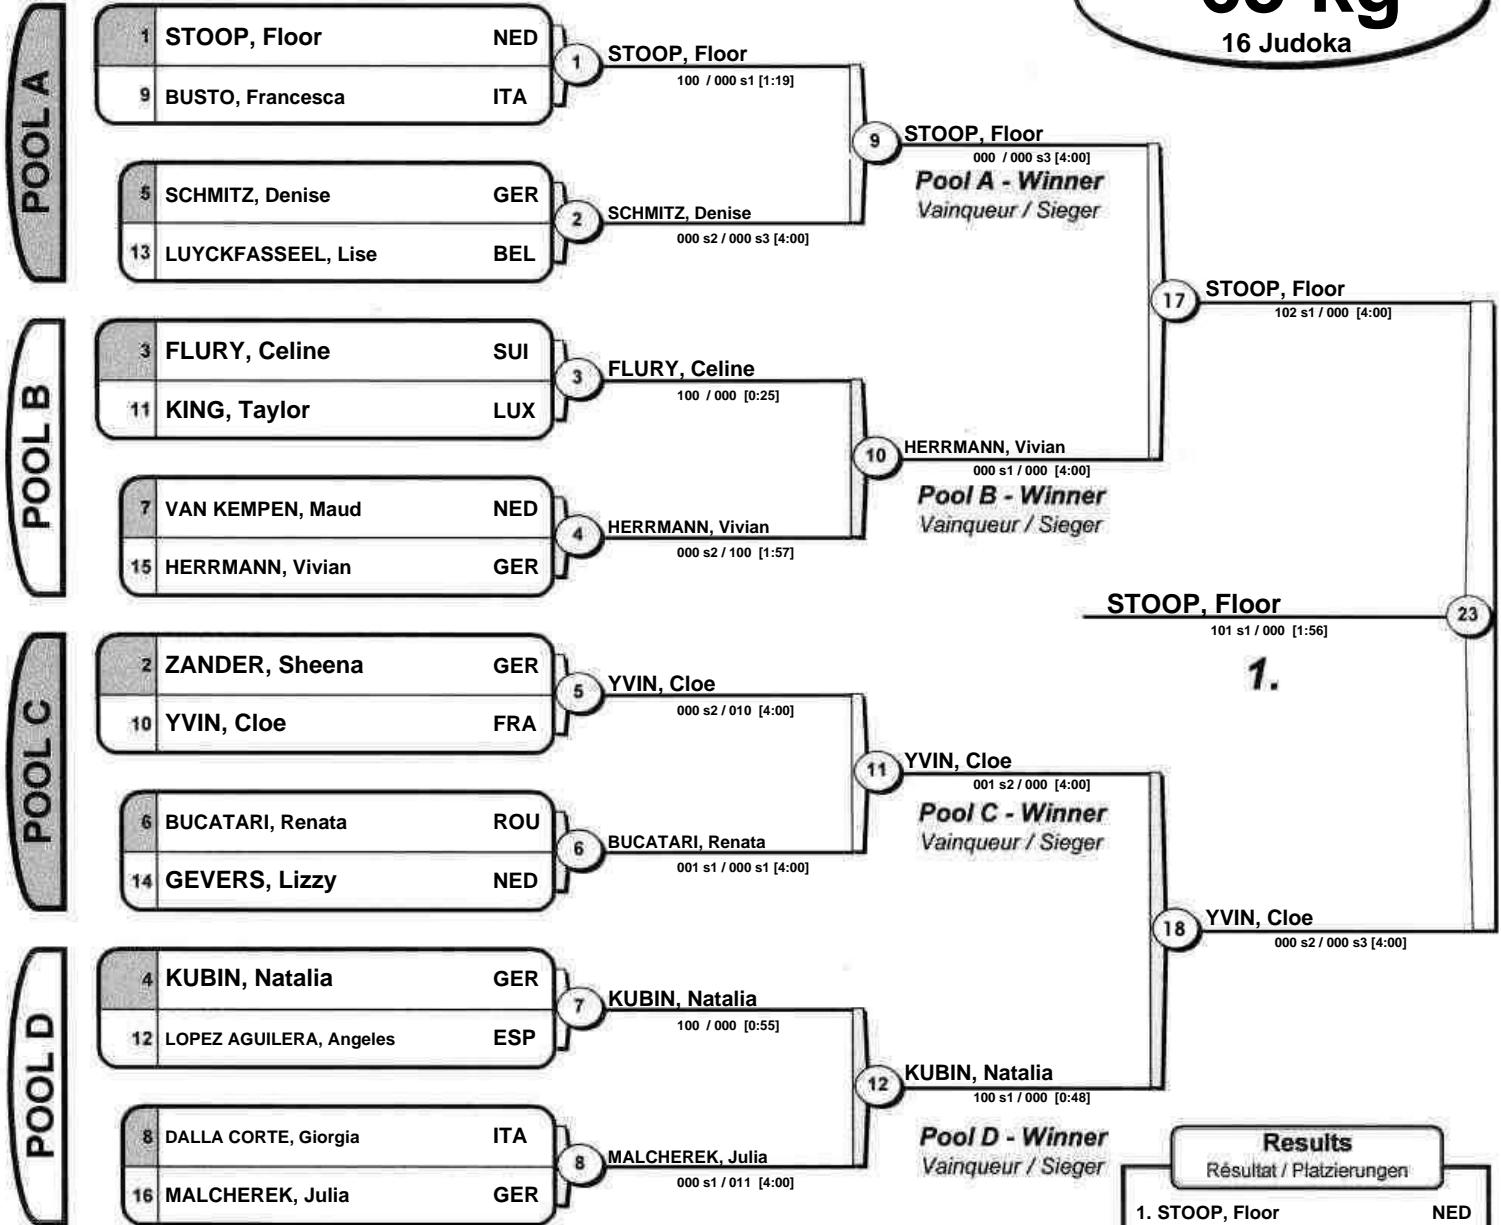 16 Judoka
POOL A
1 STOOP, Floor NED
9 BUSTO, Francesca ITA
1
STOOP, Floor
100 / 000 s1 [1:19]
5 SCHMITZ, Denise GER
13 LUYCKFASSEEL, Lise BEL
2
SCHMITZ, Denise
000 s2 / 000 s3 [4:00]
9
STOOP, Floor
000 / 000 s3 [4:00]
Pool A - Winner
Vainqueur / Sieger
POOL B
3 FLURY, Celine SUI
11 KING, Taylor LUX
3
FLURY, Celine
100 / 000 [0:25]
7 VAN KEMPEN, Maud NED
15 HERRMANN, Vivian GER
4
HERRMANN, Vivian
000 s2 / 100 [1:57]
10
HERRMANN, Vivian
000 s1 / 000 [4:00]
Pool B - Winner
Vainqueur / Sieger
17
STOOP, Floor
102 s1 / 000 [4:00]
STOOP, Floor
101 s1 / 000 [1:56]
1.
23
POOL C
2 ZANDER, Sheena GER
10 YVIN, Cloe FRA
5
YVIN, Cloe
000 s2 / 010 [4:00]
6 BUCATARI, Renata ROU
14 GEVERS, Lizzy NED
6
BUCATARI, Renata
001 s1 / 000 s1 [4:00]
11
YVIN, Cloe
001 s2 / 000 [4:00]
Pool C - Winner
Vainqueur / Sieger
POOL D
4 KUBIN, Natalia GER
12 LOPEZ AGUILERA, Angeles ESP
7
KUBIN, Natalia
100 / 000 [0:55]
8 DALLA CORTE, Giorgia ITA
16 MALCHEREK, Julia GER
8
MALCHEREK, Julia
000 s1 / 011 [4:00]
12
KUBIN, Natalia
100 s1 / 000 [0:48]
Pool D - Winner
Vainqueur / Sieger
18
YVIN, Cloe
000 s2 / 000 s3 [4:00]
Results
Résultat / Platzierungen
1. STOOP, Floor NED